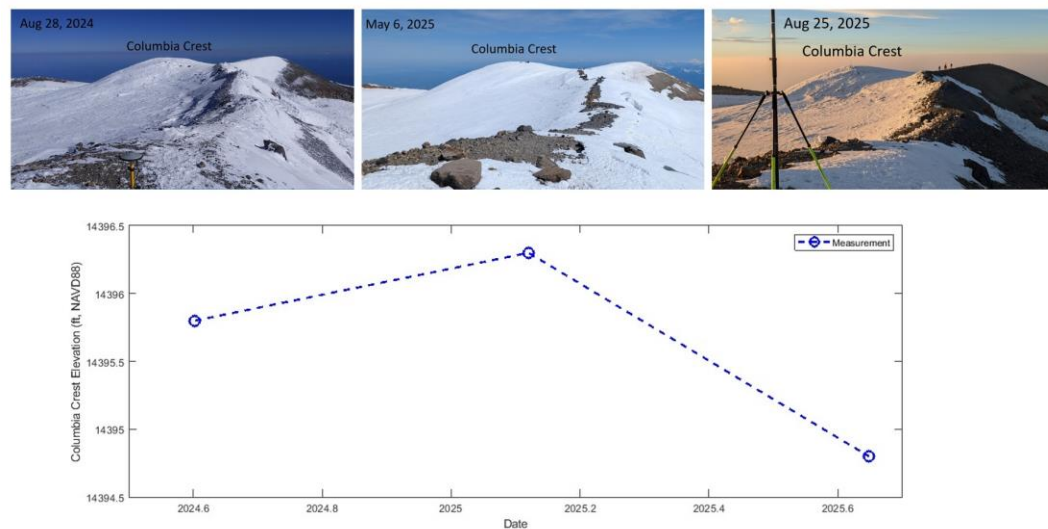 Aug 28, 2024
Columbia Crest
May 6, 2025
Columbia Crest
Aug 25, 2025
Columbia Crest
14396.5
14396
14395.5
14395
14394.5
Columbia Crest Elevation (ft, NAVD88)
Measurement
2024.6
2024.8
2025
2025.2
2025.4
2025.6
Date